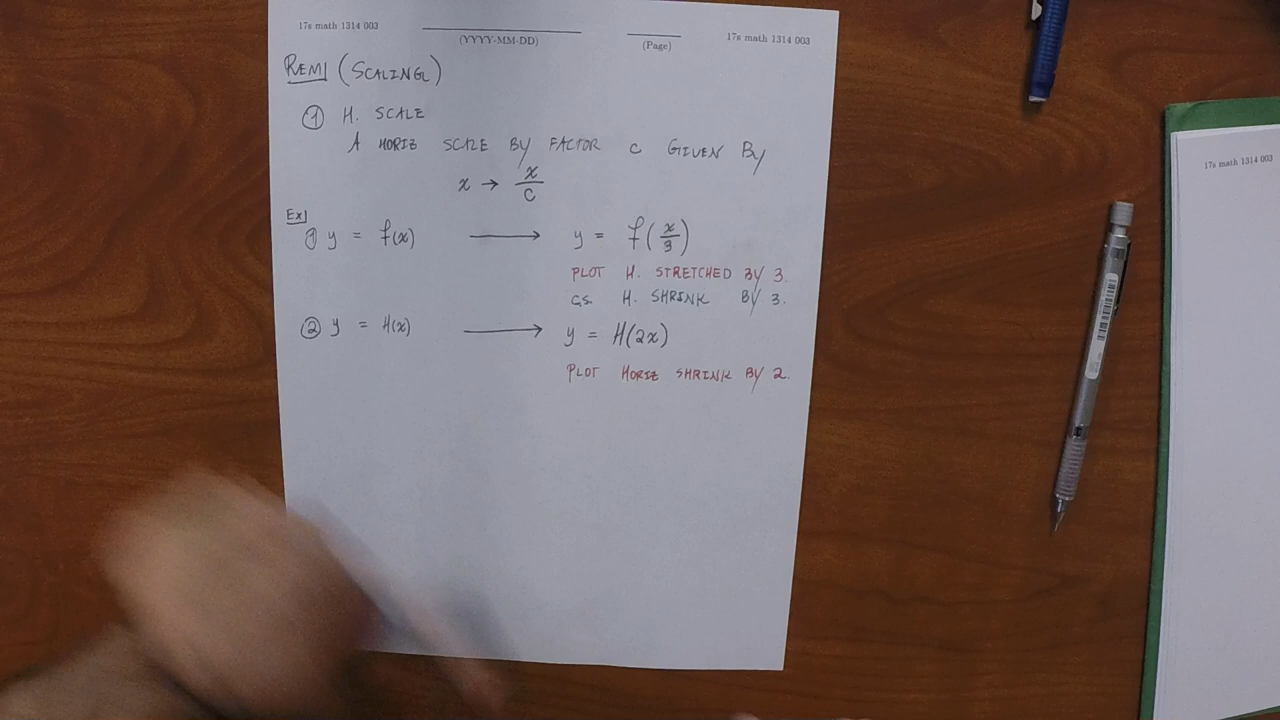 17s math 1314 003 (YYYY-MM-DD) (Page) 17s math 1314 003
REM (SCALING)
① H. SCALE
A HORIZ SCALE BY FACTOR C GIVEN BY
x → x/C
Ex
① y = f(x) → y = f(x/3)
PLOT H. STRETCHED BY 3.
C.S. H. SHRINK BY 3.
② y = H(x) → y = H(2x)
PLOT HORIZ SHRINK BY 2.
17s math 1314 003